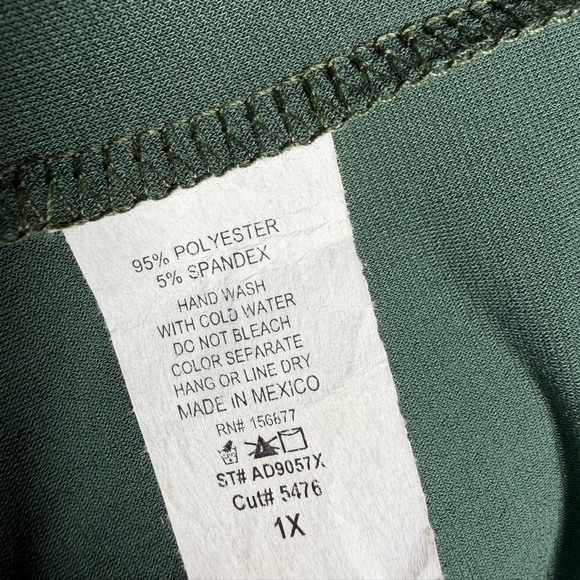 95% POLYESTER
5% SPANDEX
HAND WASH
WITH COLD WATER
DO NOT BLEACH
COLOR SEPARATE
HANG OR LINE DRY
MADE IN MEXICO
RN# 156877
ST# AD9057X
Cut# 5476
1X